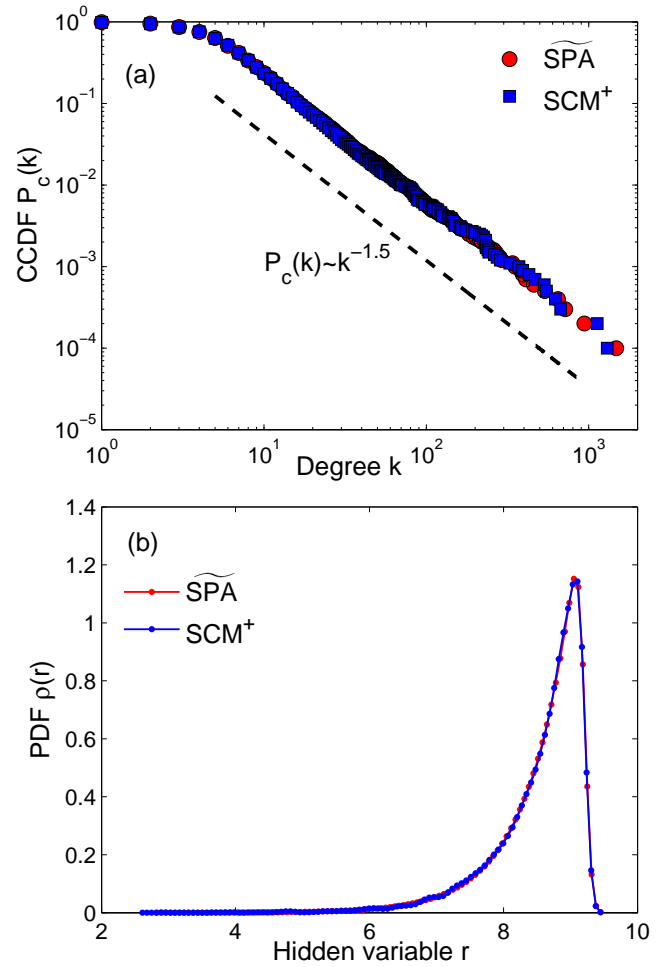 10^0
10^-1
10^-2
10^-3
10^-4
10^-5
CCDF P_c(k)
(a)
S͠P͠A͠
SCM^+
P_c(k)~k^-1.5
10^0 10^1 10^2 10^3
Degree k
1.4
1.2
1
0.8
0.6
0.4
0.2
0
PDF ρ(r)
(b)
S͠P͠A͠
SCM^+
2 4 6 8 10
Hidden variable r